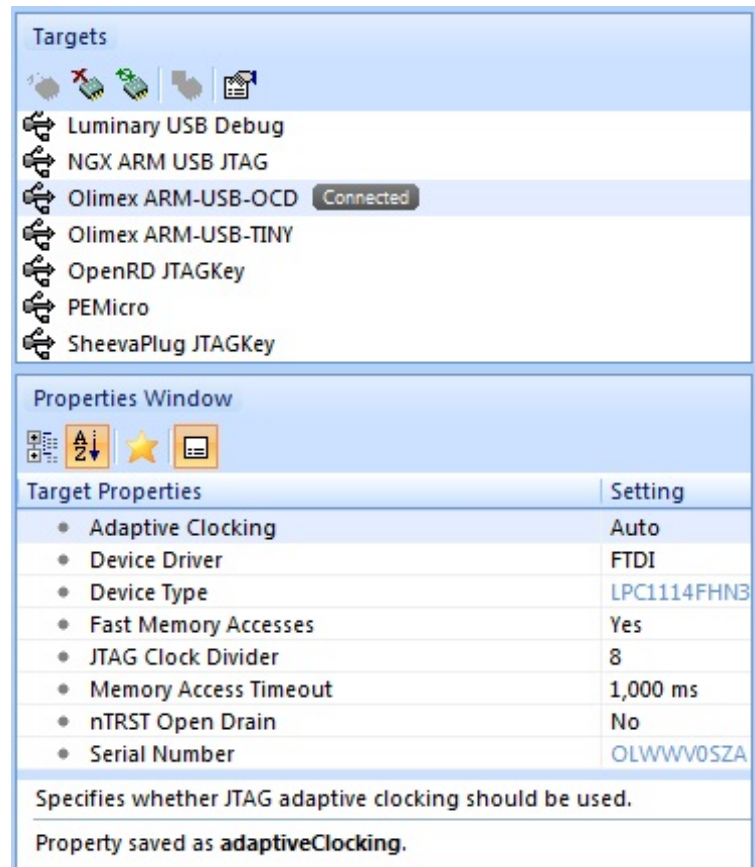 Targets
Luminary USB Debug
NGX ARM USB JTAG
Olimex ARM-USB-OCD Connected
Olimex ARM-USB-TINY
OpenRD JTAGKey
PEMicro
SheevaPlug JTAGKey
Properties Window
Target Properties Setting
Adaptive Clocking Auto
Device Driver FTDI
Device Type LPC1114FHN3
Fast Memory Accesses Yes
JTAG Clock Divider 8
Memory Access Timeout 1,000 ms
nTRST Open Drain No
Serial Number OLWWV0SZA
Specifies whether JTAG adaptive clocking should be used.
Property saved as adaptiveClocking.